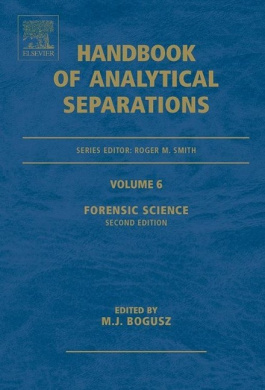 ELSEVIER
HANDBOOK
OF ANALYTICAL
SEPARATIONS
SERIES EDITOR: ROGER M. SMITH
VOLUME 6
FORENSIC SCIENCE
SECOND EDITION
EDITED BY
M.J. BOGUSZ